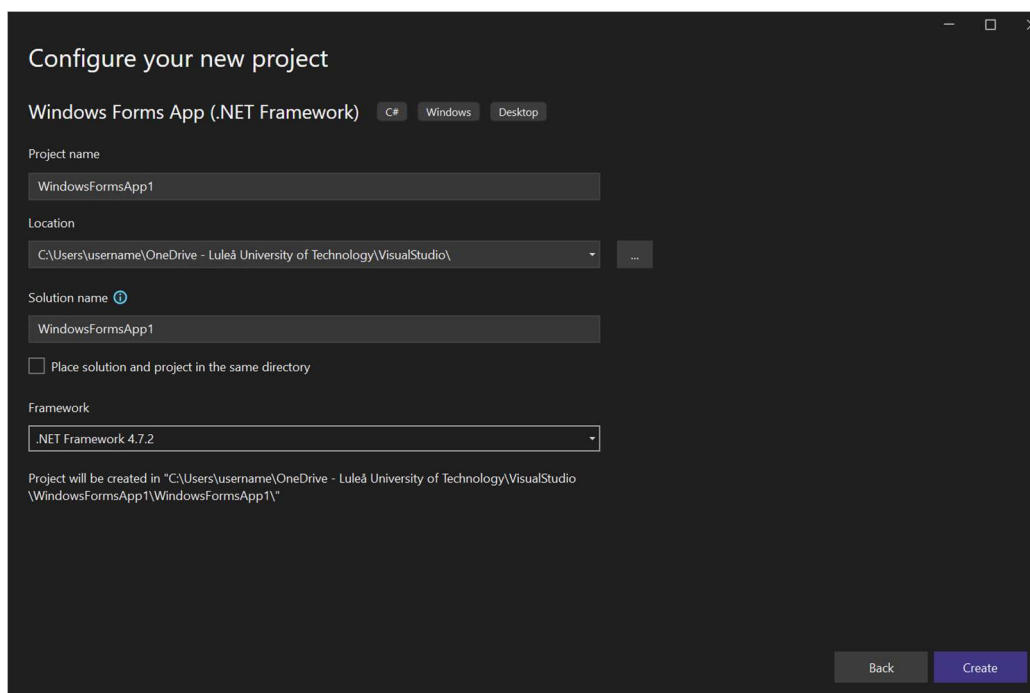 Configure your new project
Windows Forms App (.NET Framework) C# Windows Desktop
Project name
WindowsFormsApp1
Location
C:\Users\username\OneDrive - Luleå University of Technology\VisualStudio\ ...
Solution name
WindowsFormsApp1
Place solution and project in the same directory
Framework
.NET Framework 4.7.2
Project will be created in "C:\Users\username\OneDrive - Luleå University of Technology\VisualStudio
\WindowsFormsApp1\WindowsFormsApp1\"
Back Create